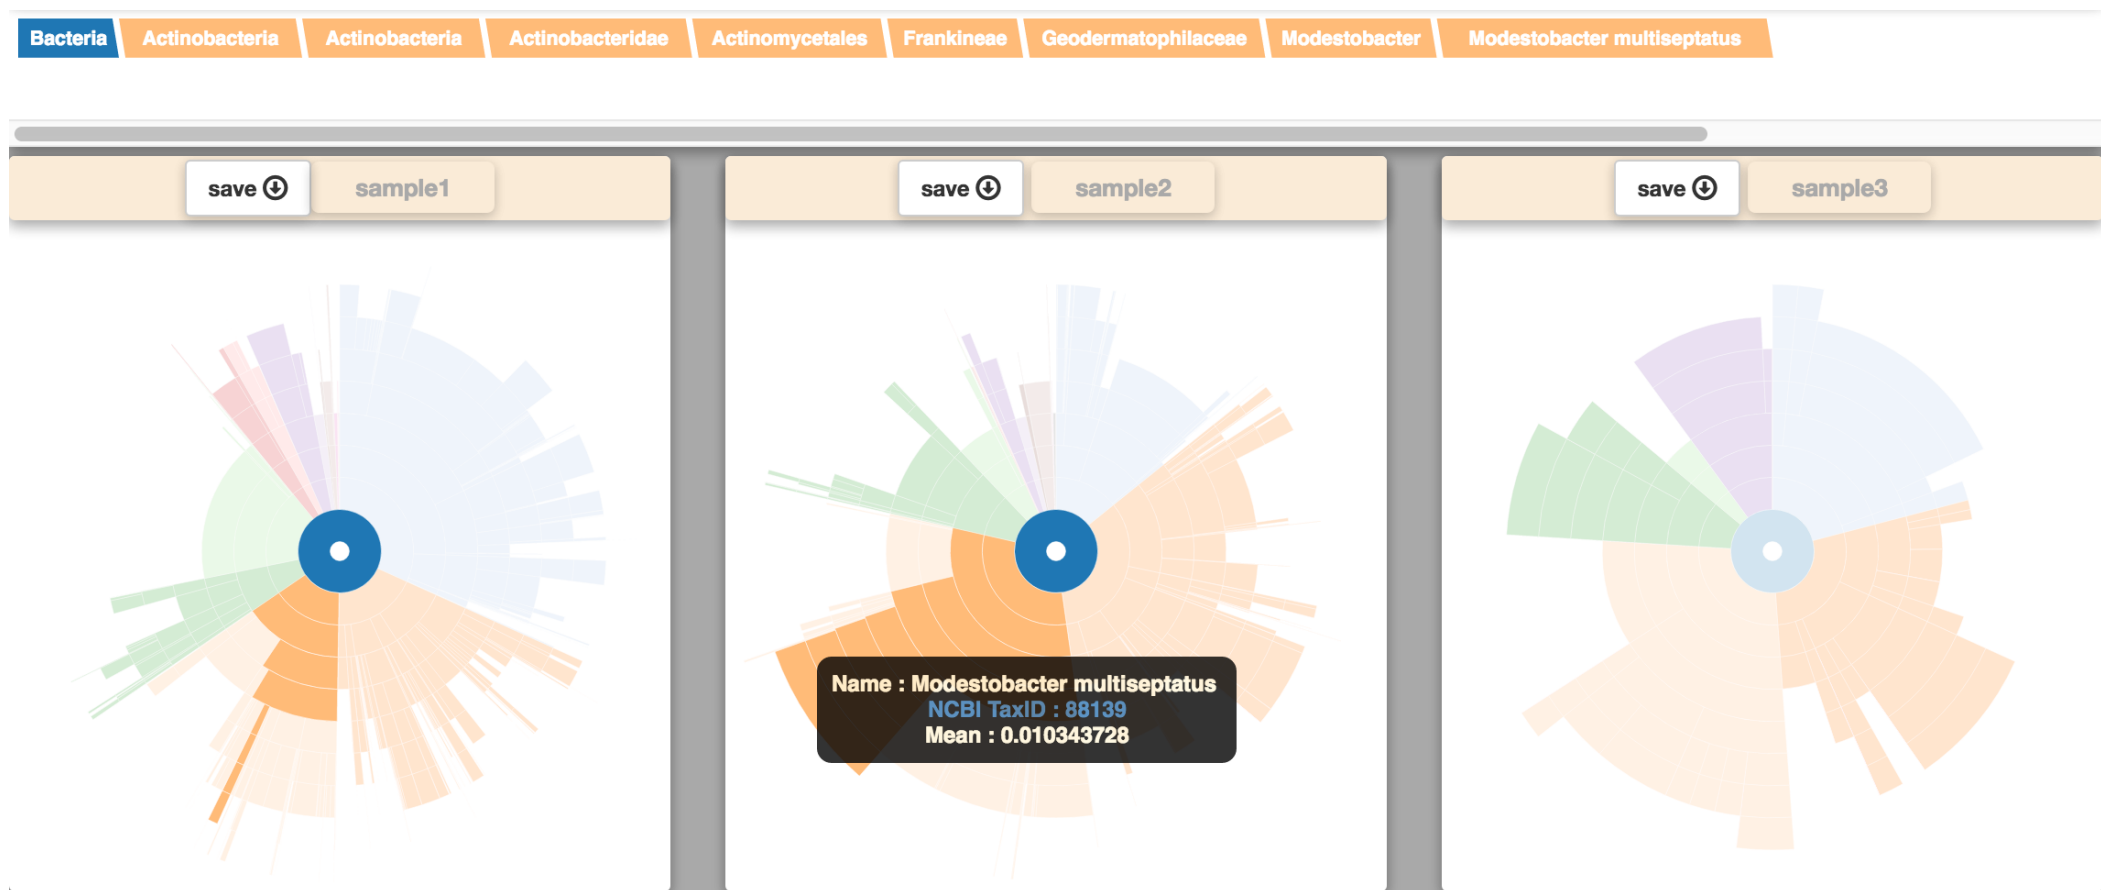 Bacteria Actinobacteria Actinobacteria Actinobacteridae Actinomycetales Frankineae Geodermatophilaceae Modestobacter Modestobacter multiseptatus
save sample1 save sample2 save sample3
Name : Modestobacter multiseptatus
NCBI TaxID : 88139
Mean : 0.010343728